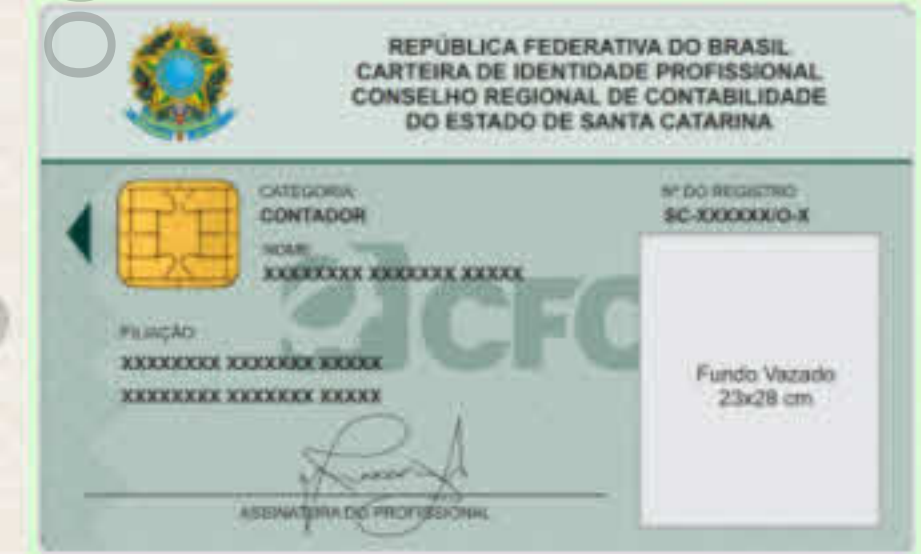 REPÚBLICA FEDERATIVA DO BRASIL
CARTEIRA DE IDENTIDADE PROFISSIONAL
CONSELHO REGIONAL DE CONTABILIDADE
DO ESTADO DE SANTA CATARINA
CATEGORIA:
CONTADOR
Nº DO REGISTRO
SC-XXXXXX/O-X
NOME:
XXXXXXXX XXXXXXX XXXXX
CFC
FILIAÇÃO:
XXXXXXXX XXXXXXX XXXXX
XXXXXXXX XXXXXXX XXXXX
Fundo Vazado
23x28 cm
ASSINATURA DO PROFISSIONAL